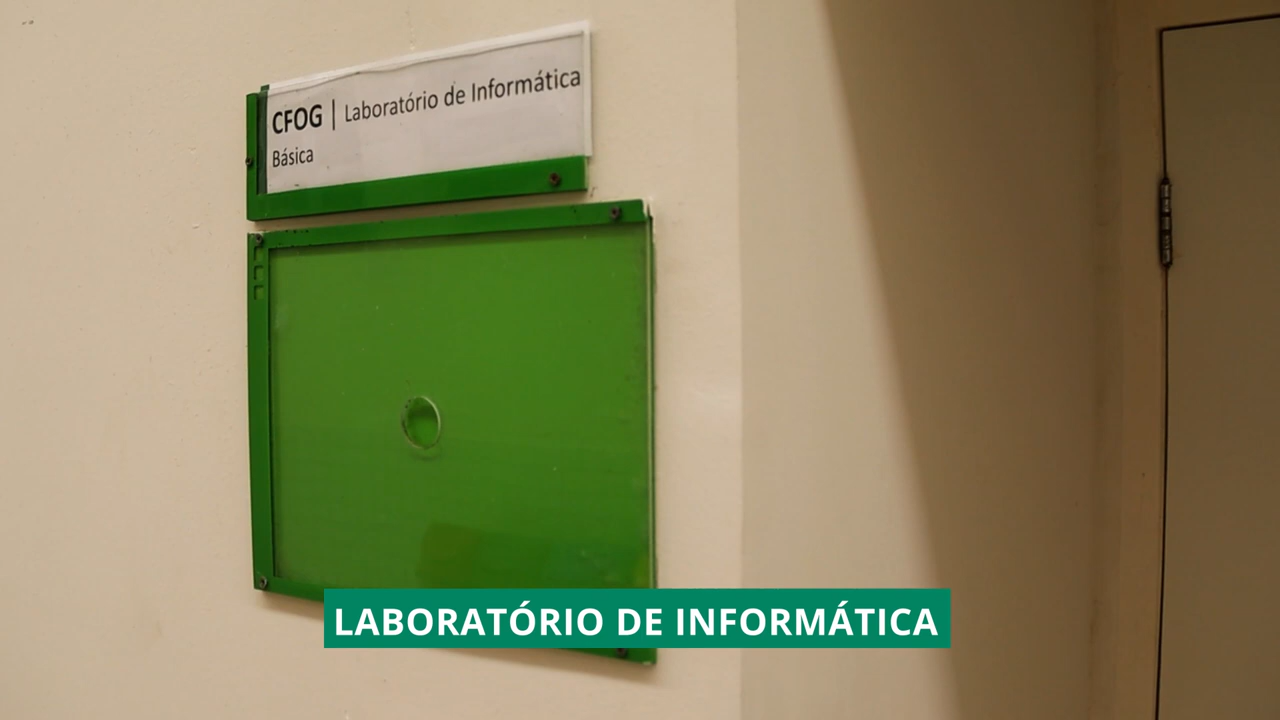 CFOG | Laboratório de Informática
Básica
LABORATÓRIO DE INFORMÁTICA